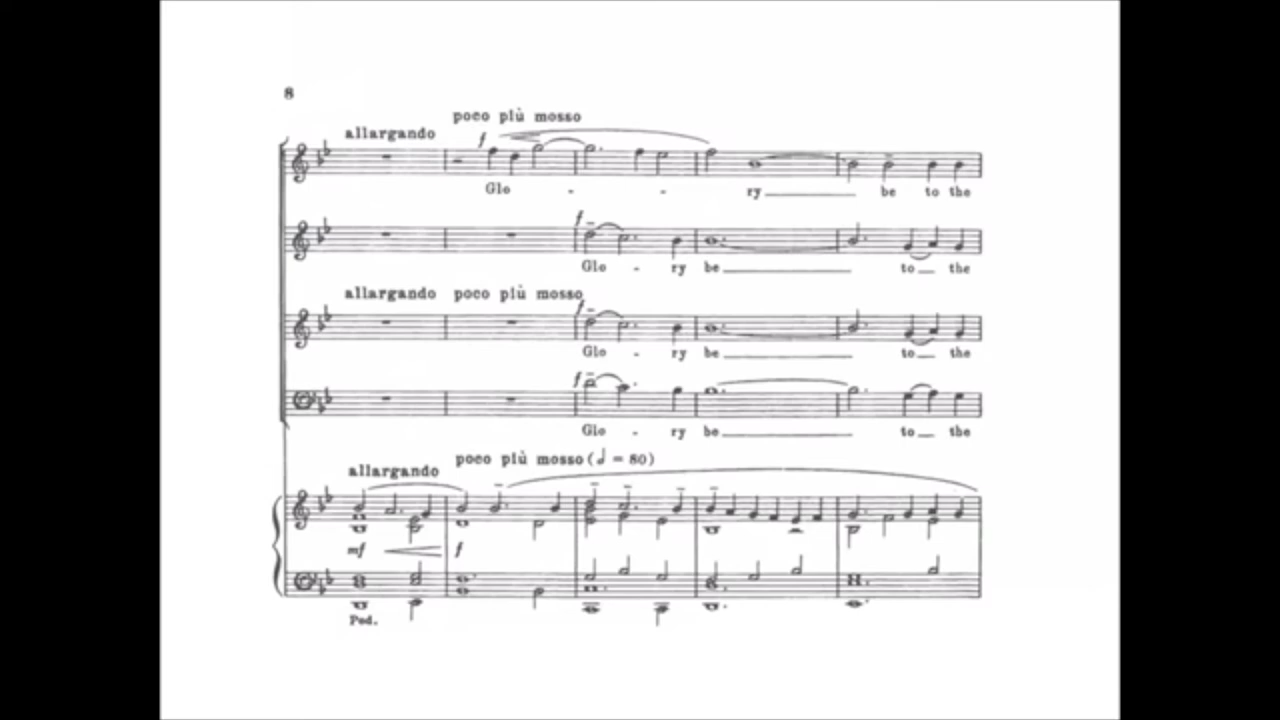 8
poco più mosso
allargando
f
Glo - - ry be to the
f
Glo - ry be to the
allargando poco più mosso
f
Glo - ry be to the
f
Glo - ry be to the
poco più mosso (𝅗𝅥 = 80)
allargando
mf f
Ped.